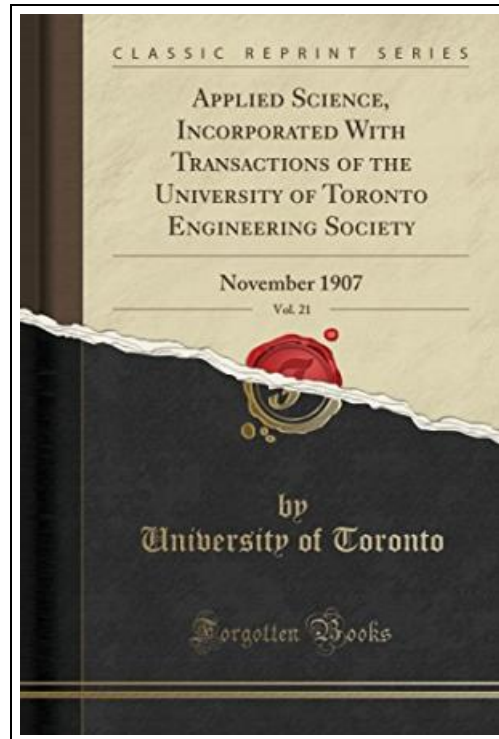 CLASSIC REPRINT SERIES
APPLIED SCIENCE,
INCORPORATED WITH
TRANSACTIONS OF THE
UNIVERSITY OF TORONTO
ENGINEERING SOCIETY
November 1907
Vol. 21
by
University of Toronto
Forgotten Books